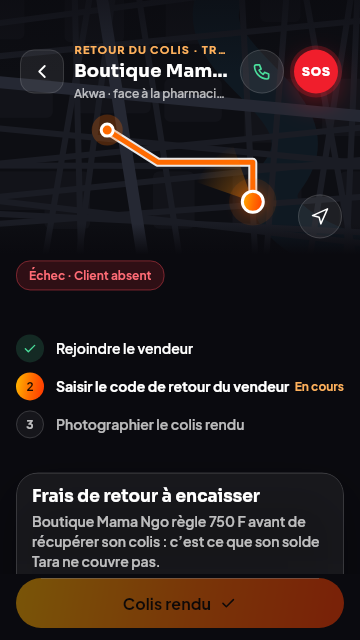 RETOUR DU COLIS · TR…
Boutique Mam…
SOS
Akwa · face à la pharmaci…
Échec · Client absent
Rejoindre le vendeur
2 Saisir le code de retour du vendeur En cours
3 Photographier le colis rendu
Frais de retour à encaisser
Boutique Mama Ngo règle 750 F avant de
récupérer son colis : c’est ce que son solde
Tara ne couvre pas.
Colis rendu